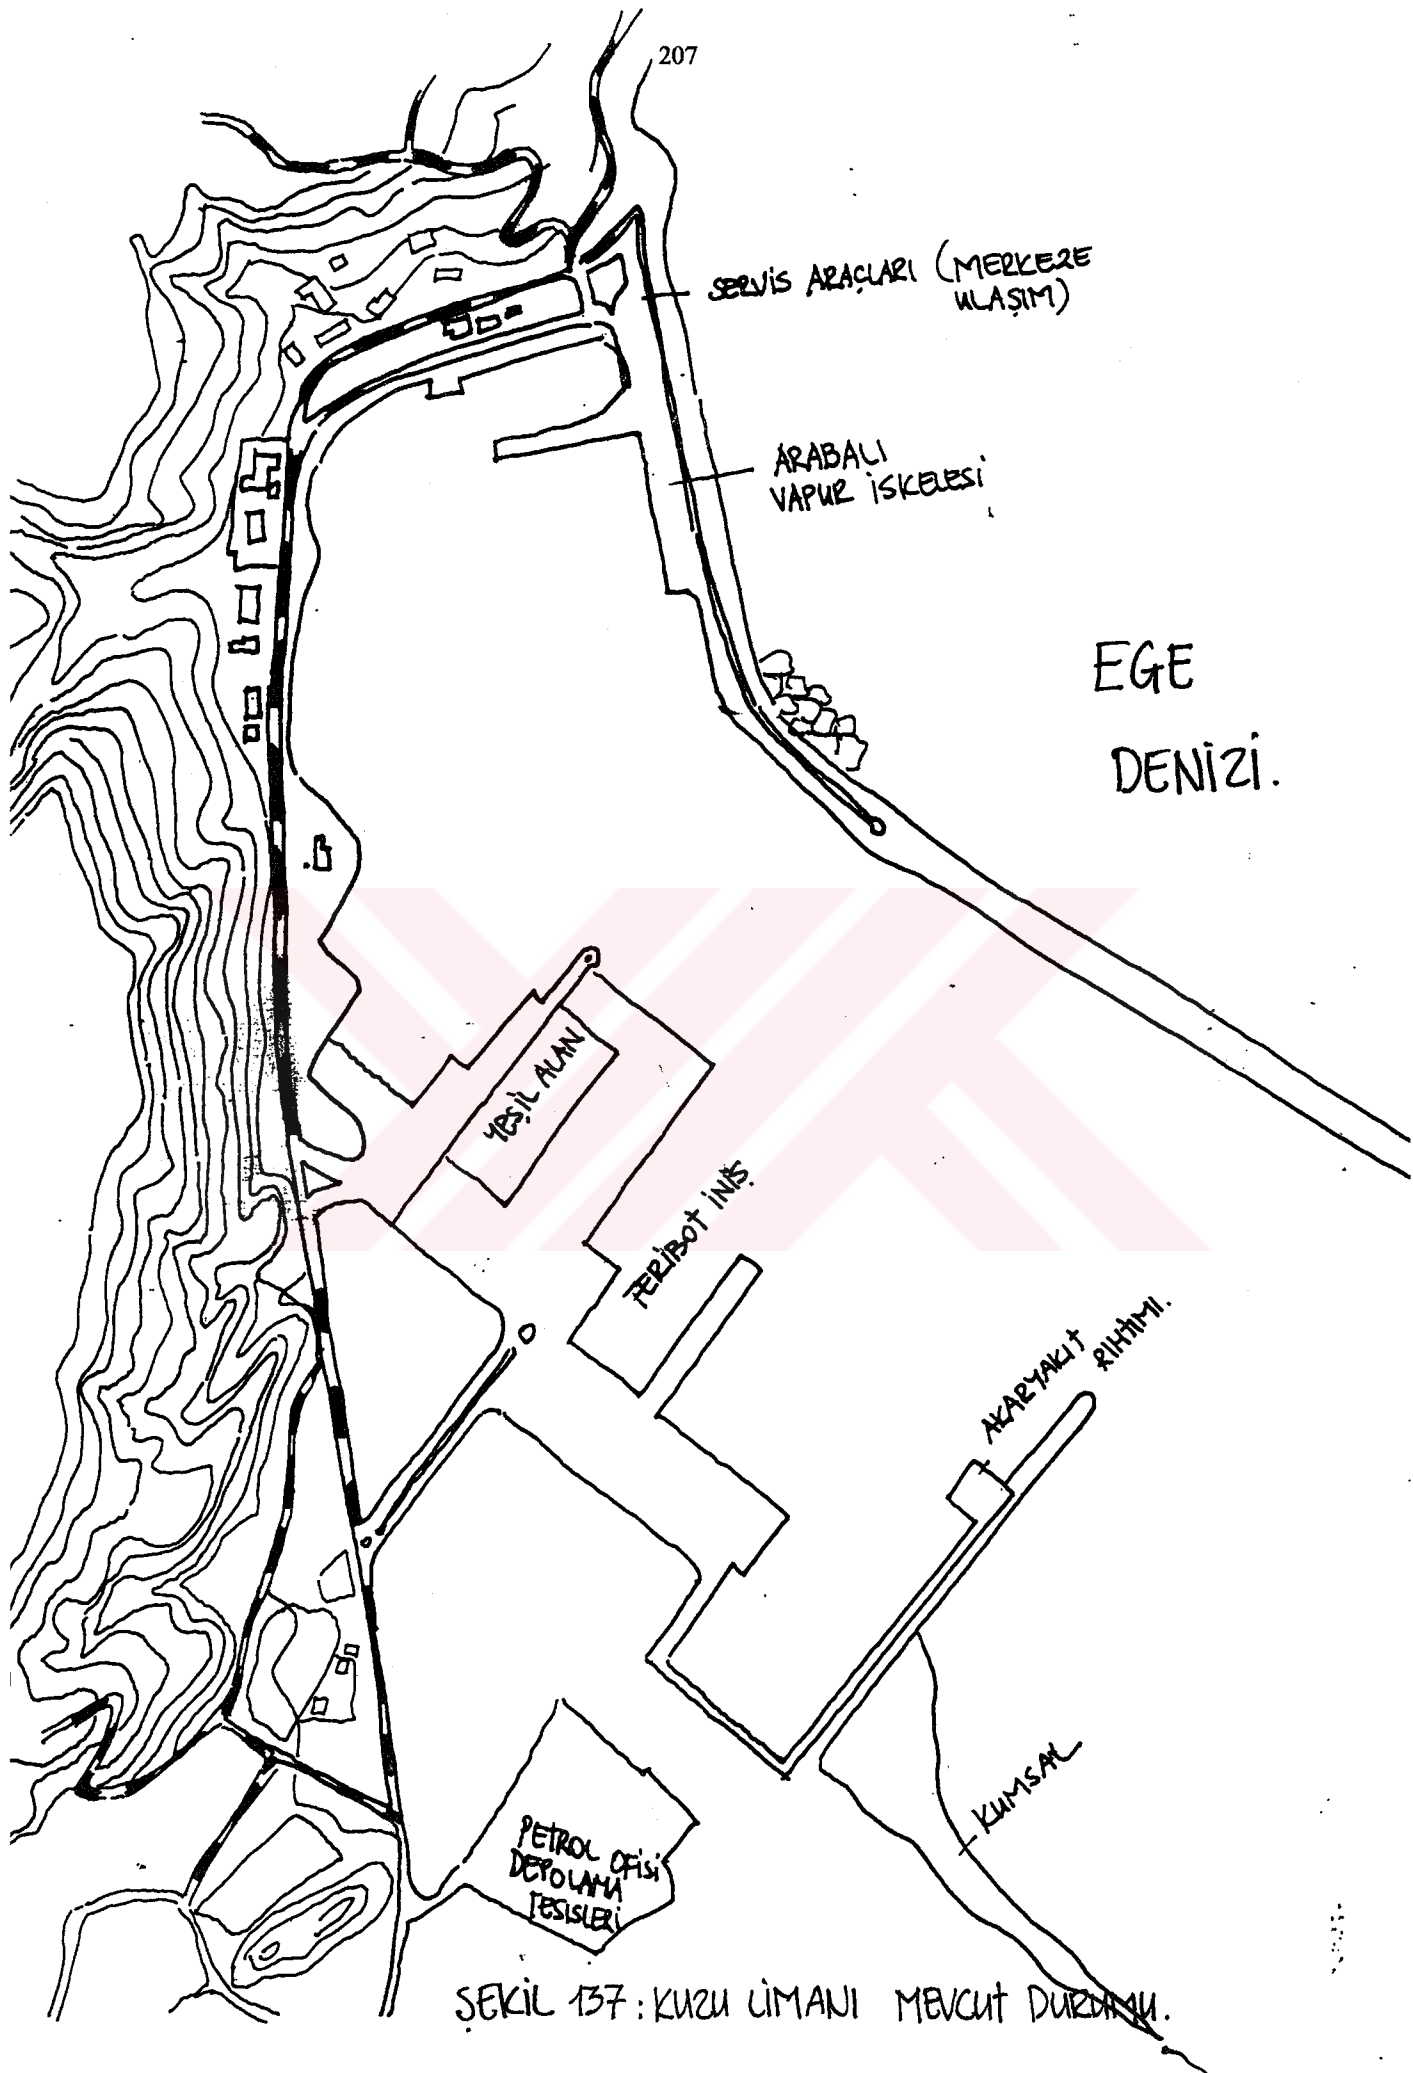 207
SERVİS ARAÇLARI (MERKEZE
ULAŞIM)
ARABALI
VAPUR İSKELESİ
EGE
DENİZİ.
YEŞİL ALAN
FERİBOT İNİŞ.
AKARYAKIT
RIHTIMI.
KUMSAL
PETROL OFİSİ
DEPOLAMA
TESİSLERİ
ŞEKİL 137: KUZU LİMANI MEVCUT DURUMU.